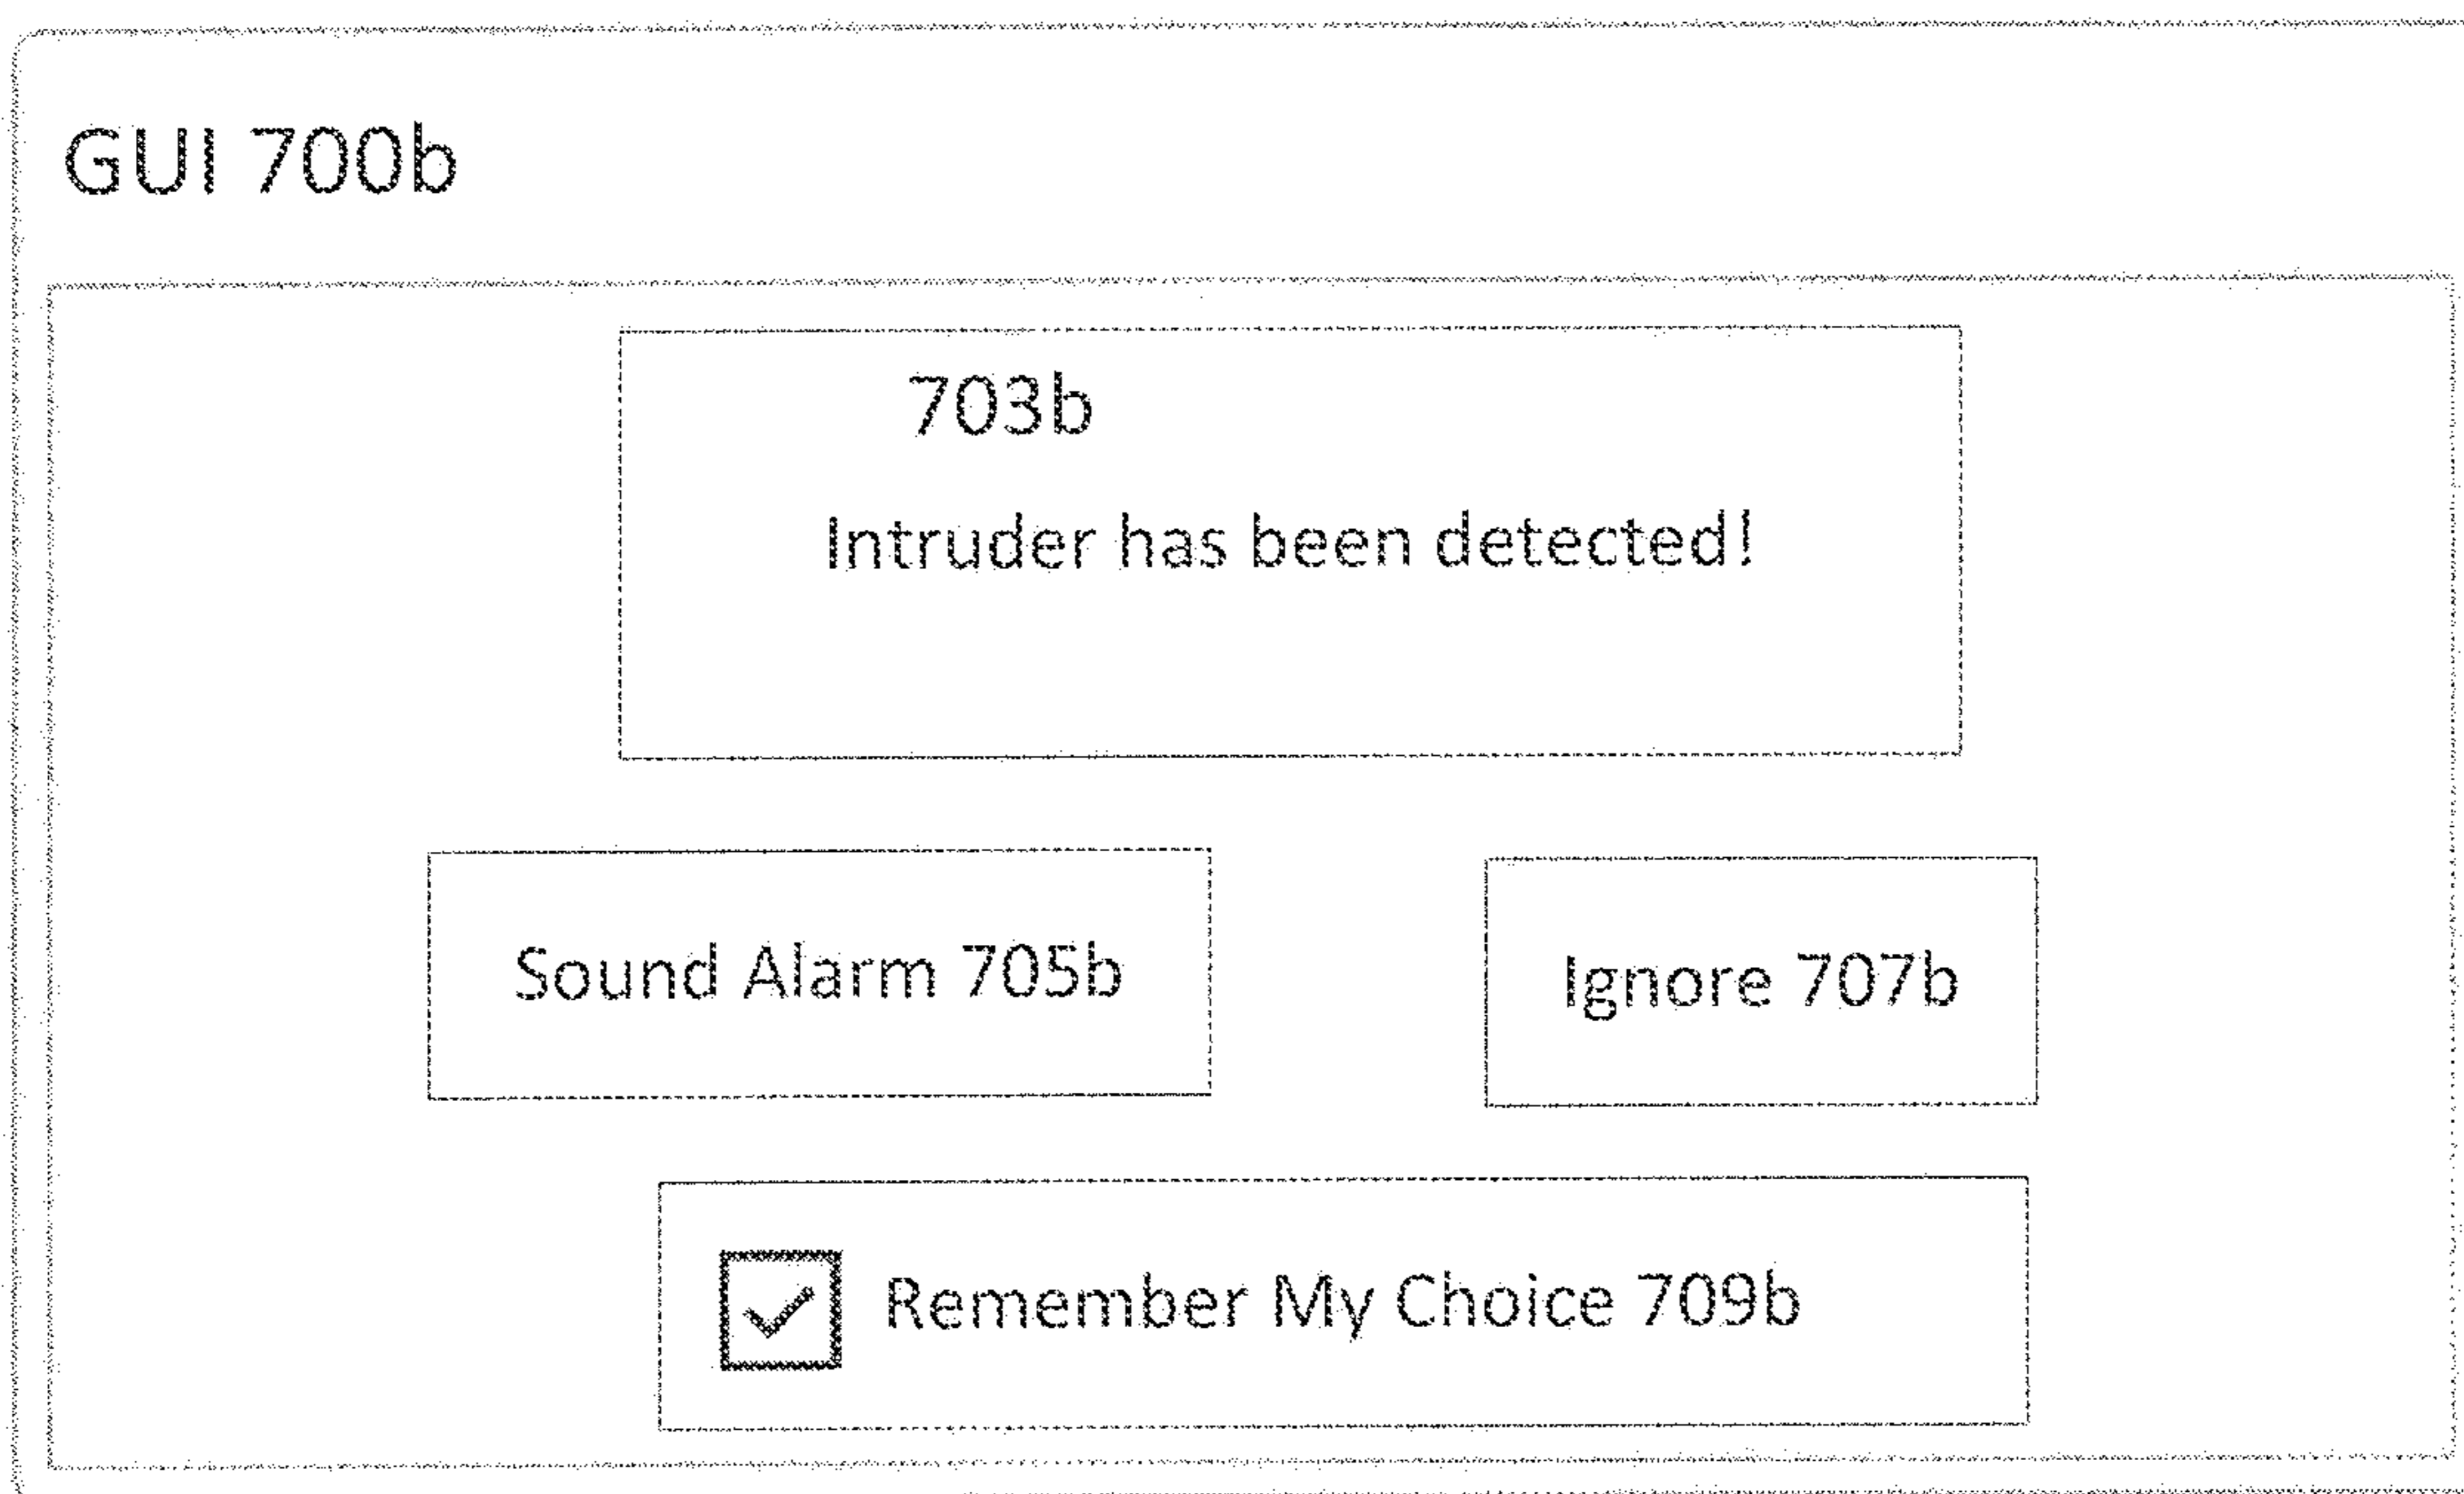 GUI 700b
703b
Intruder has been detected!
Sound Alarm 705b
Ignore 707b
Remember My Choice 709b